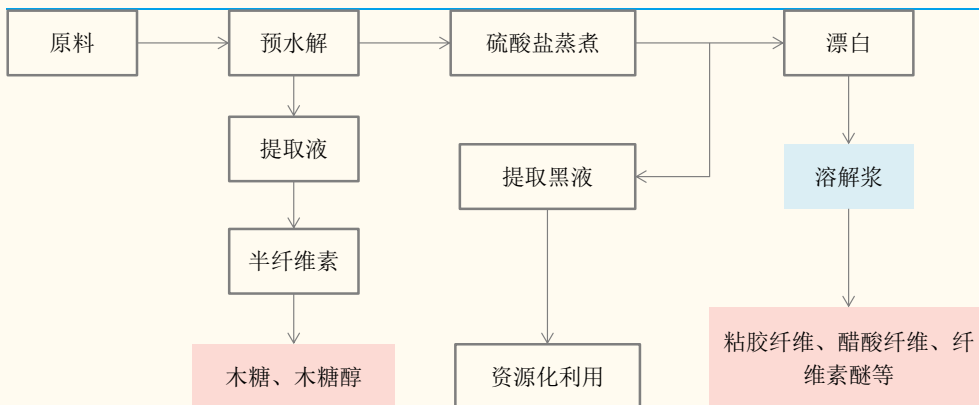 原料
预水解
硫酸盐蒸煮
漂白
提取液
提取黑液
溶解浆
半纤维素
木糖、木糖醇
资源化利用
粘胶纤维、醋酸纤维、纤
维素醚等